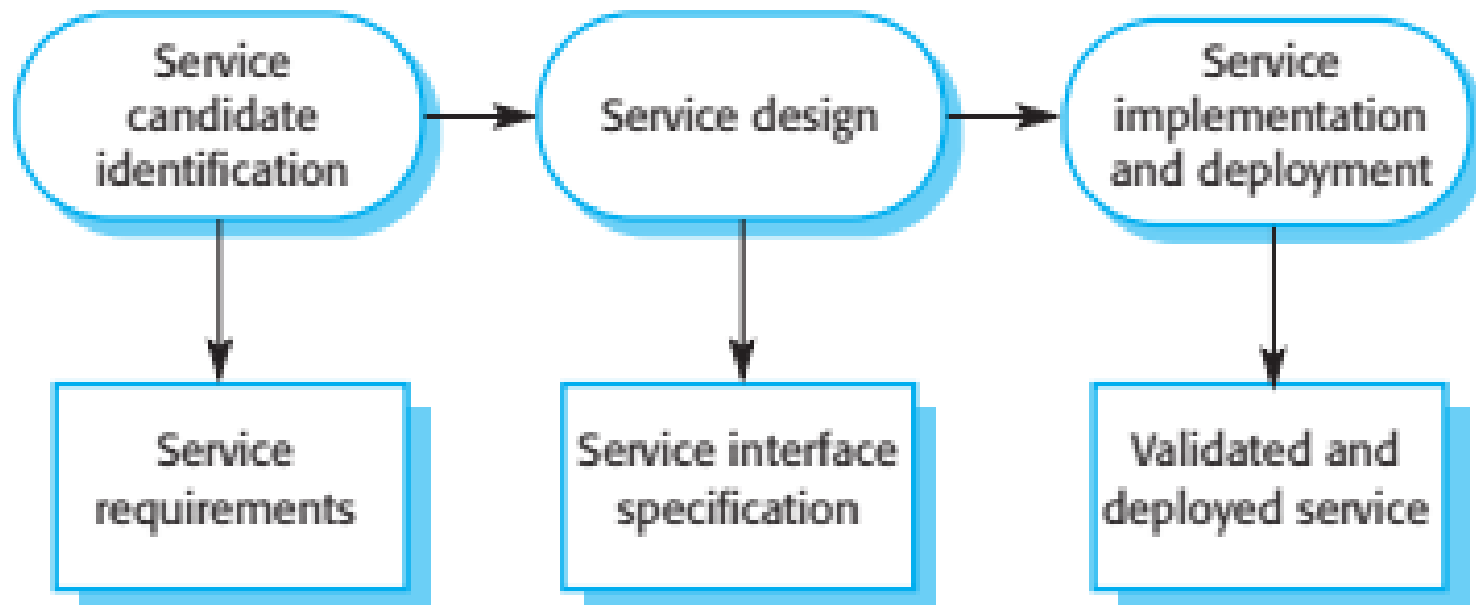 Service
candidate
identification
Service design
Service
implementation
and deployment
Service
requirements
Service interface
specification
Validated and
deployed service